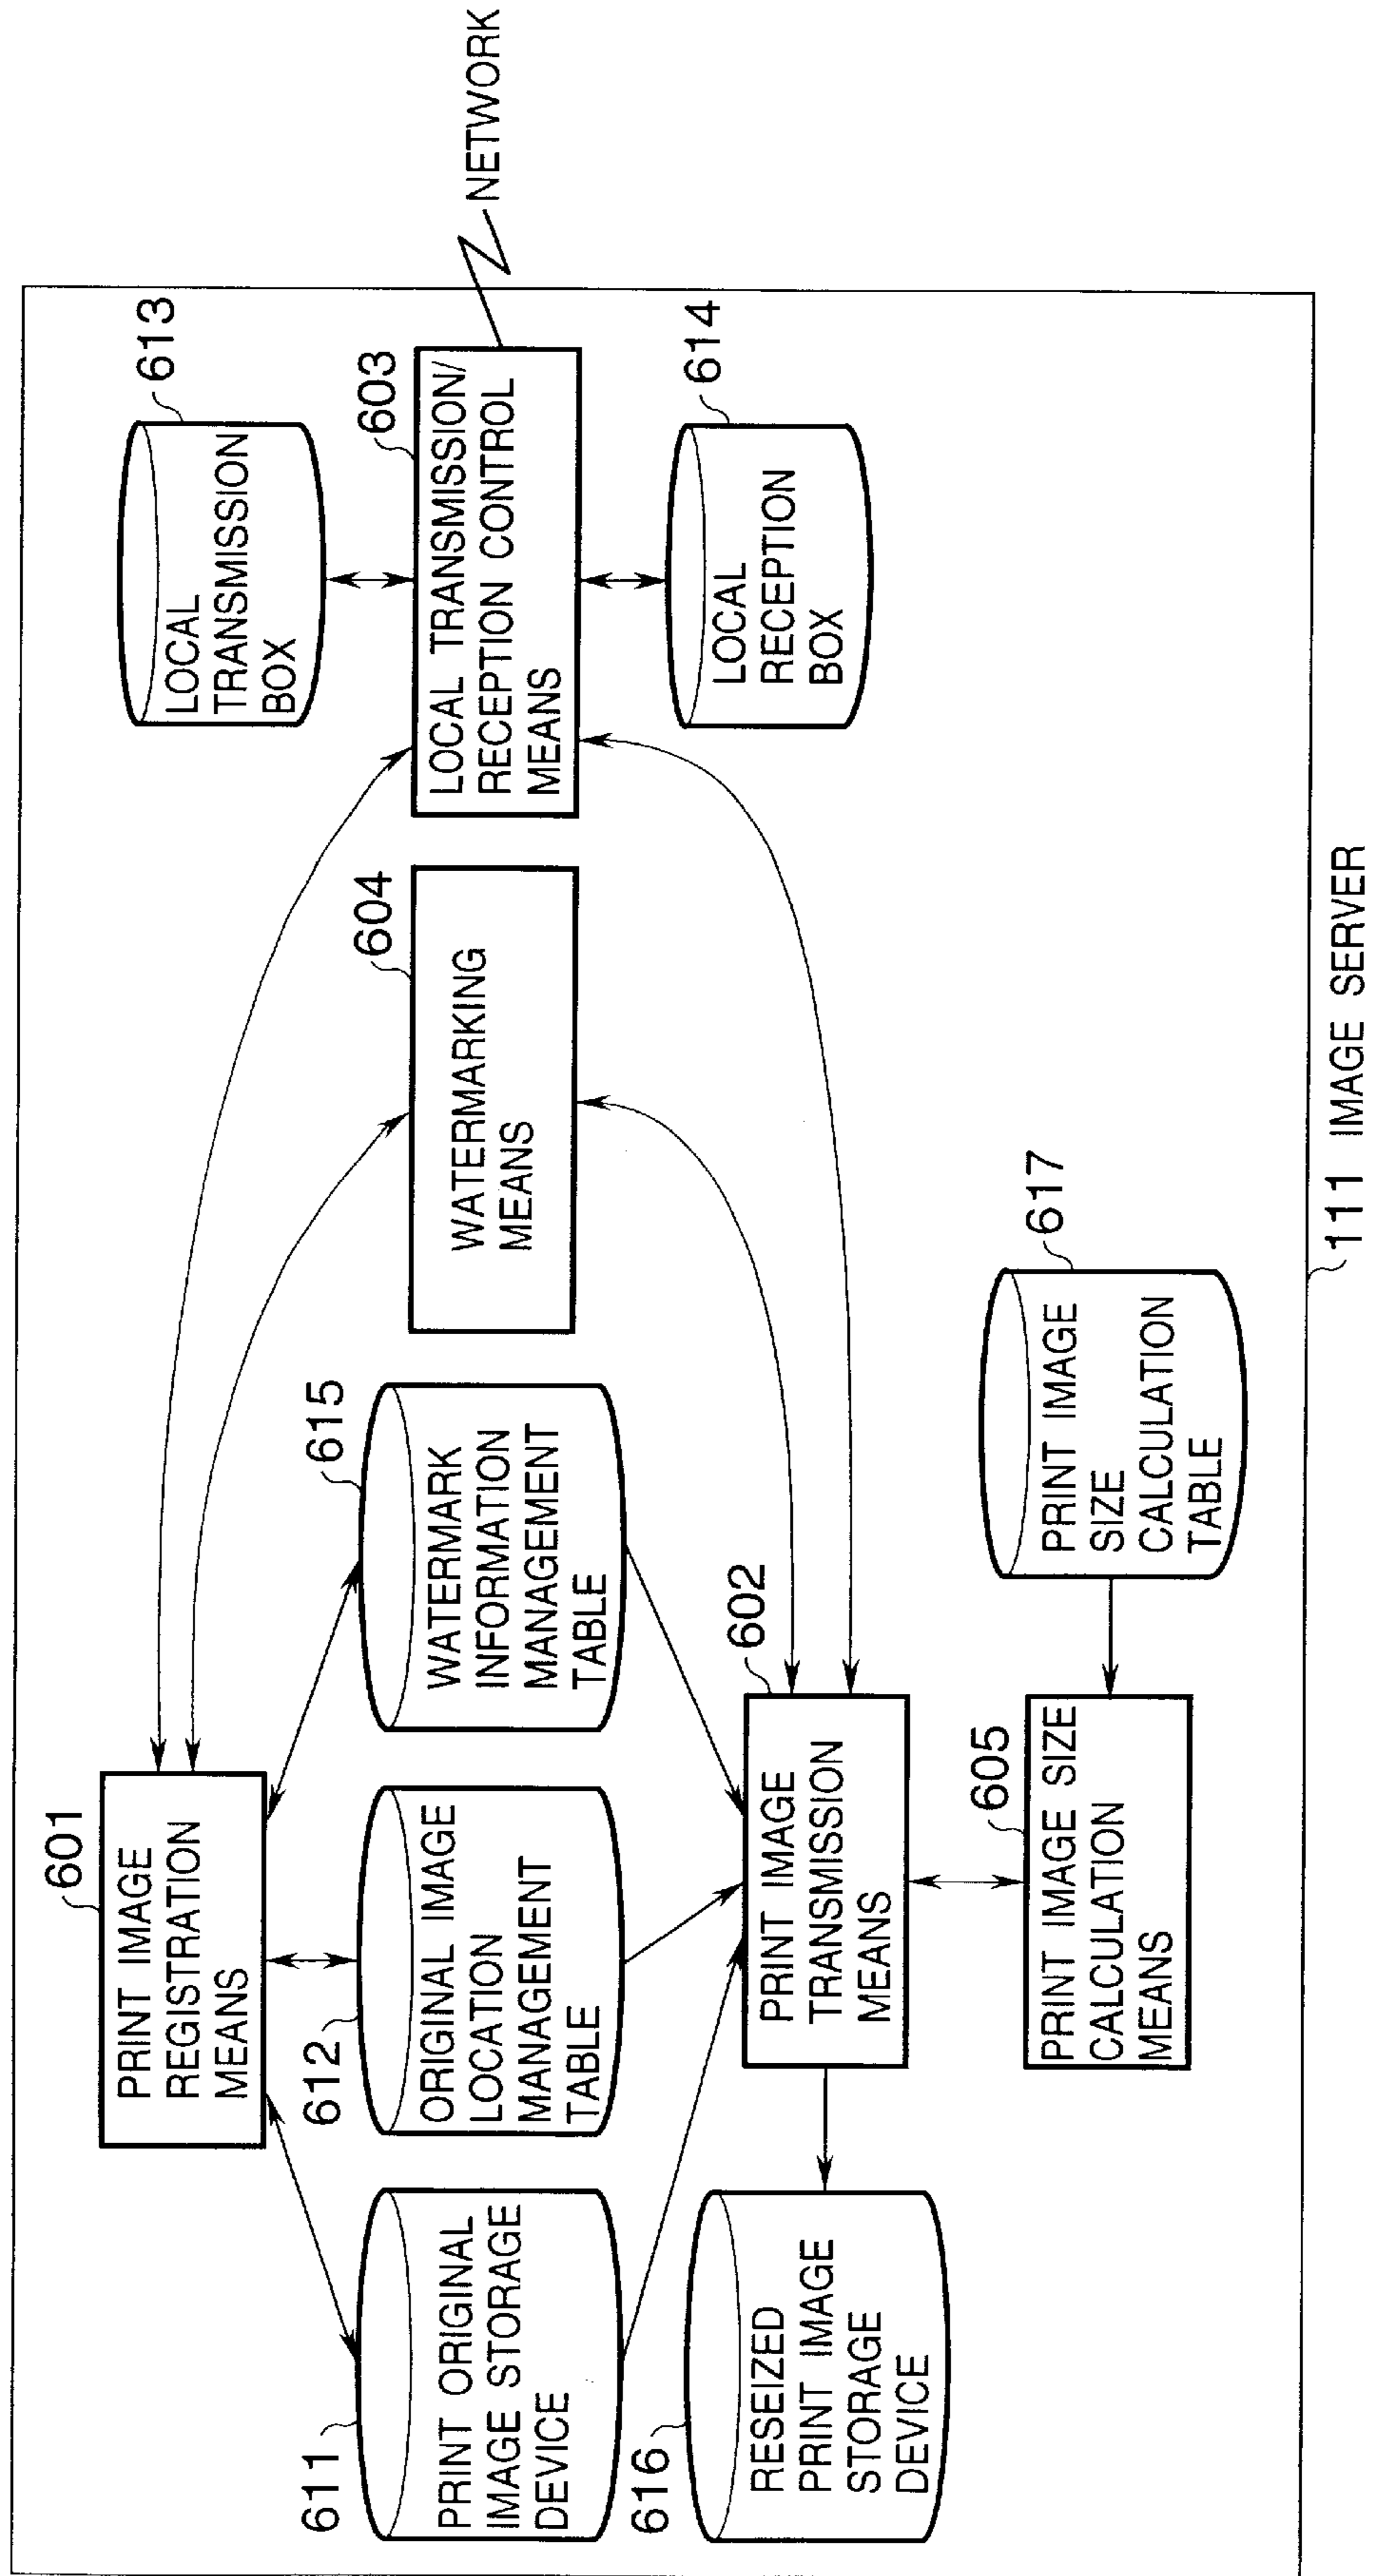 601
PRINT IMAGE
REGISTRATION
MEANS
613
LOCAL
TRANSMISSION
BOX
NETWORK
603
LOCAL TRANSMISSION/
RECEPTION CONTROL
MEANS
604
WATERMARKING
MEANS
615
WATERMARK
INFORMATION
MANAGEMENT
TABLE
612
ORIGINAL IMAGE
LOCATION
MANAGEMENT
TABLE
611
PRINT ORIGINAL
IMAGE STORAGE
DEVICE
614
LOCAL
RECEPTION
BOX
616
RESEIZED
PRINT IMAGE
STORAGE
DEVICE
602
PRINT IMAGE
TRANSMISSION
MEANS
605
PRINT IMAGE SIZE
CALCULATION
MEANS
617
PRINT IMAGE
SIZE
CALCULATION
TABLE
111 IMAGE SERVER